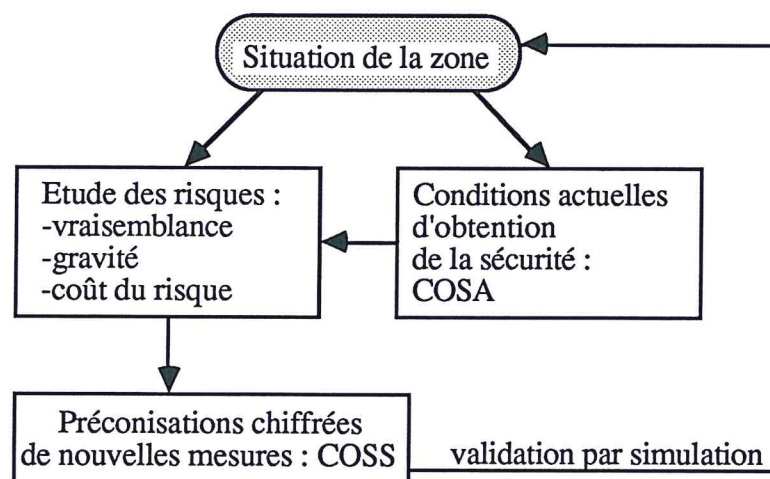 Situation de la zone
Etude des risques :
-vraisemblance
-gravité
-coût du risque
Conditions actuelles
d'obtention
de la sécurité :
COSA
Préconisations chiffrées
de nouvelles mesures : COSS
validation par simulation